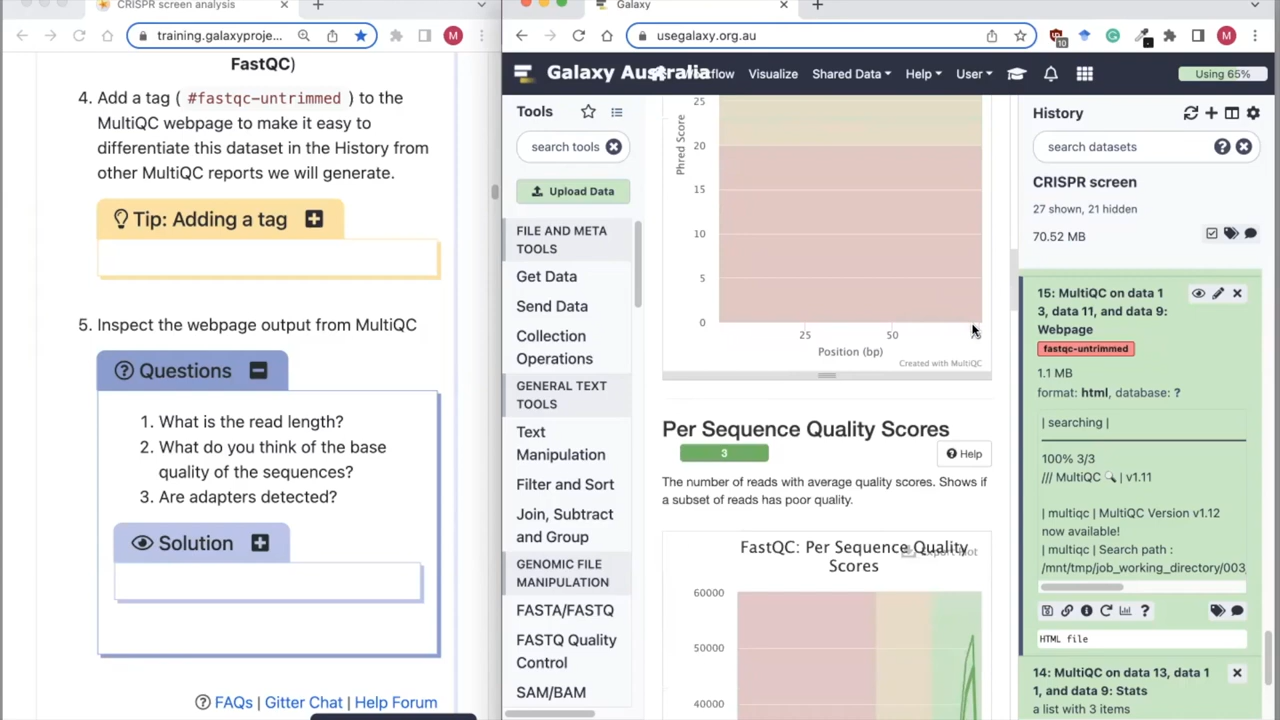 CRISPR screen analysis
training.galaxyproje...
M
FastQC)
4. Add a tag ( #fastqc-untrimmed ) to the
MultiQC webpage to make it easy to
differentiate this dataset in the History from
other MultiQC reports we will generate.
Tip: Adding a tag
5. Inspect the webpage output from MultiQC
Questions
1. What is the read length?
2. What do you think of the base
quality of the sequences?
3. Are adapters detected?
Solution
FAQs | Gitter Chat | Help Forum
Galaxy
usegalaxy.org.au
10
M
Galaxy Australia
Workflow
Visualize
Shared Data
Help
User
Using 65%
Tools
search tools
Upload Data
FILE AND META
TOOLS
Get Data
Send Data
Collection
Operations
GENERAL TEXT
TOOLS
Text
Manipulation
Filter and Sort
Join, Subtract
and Group
GENOMIC FILE
MANIPULATION
FASTA/FASTQ
FASTQ Quality
Control
SAM/BAM
Phred Score
25
20
15
10
5
0
25
50
75
Position (bp)
Created with MultiQC
Per Sequence Quality Scores
3
Help
The number of reads with average quality scores. Shows if
a subset of reads has poor quality.
Export Plot
FastQC: Per Sequence Quality
Scores
60000
50000
40000
History
search datasets
CRISPR screen
27 shown, 21 hidden
70.52 MB
15: MultiQC on data 1
3, data 11, and data 9:
Webpage
fastqc-untrimmed
1.1 MB
format: html, database: ?
| searching |
100% 3/3
/// MultiQC 🔍 | v1.11
| multiqc | MultiQC Version v1.12
now available!
| multiqc | Search path :
/mnt/tmp/job_working_directory/003
HTML file
14: MultiQC on data 13, data 1
1, and data 9: Stats
a list with 3 items